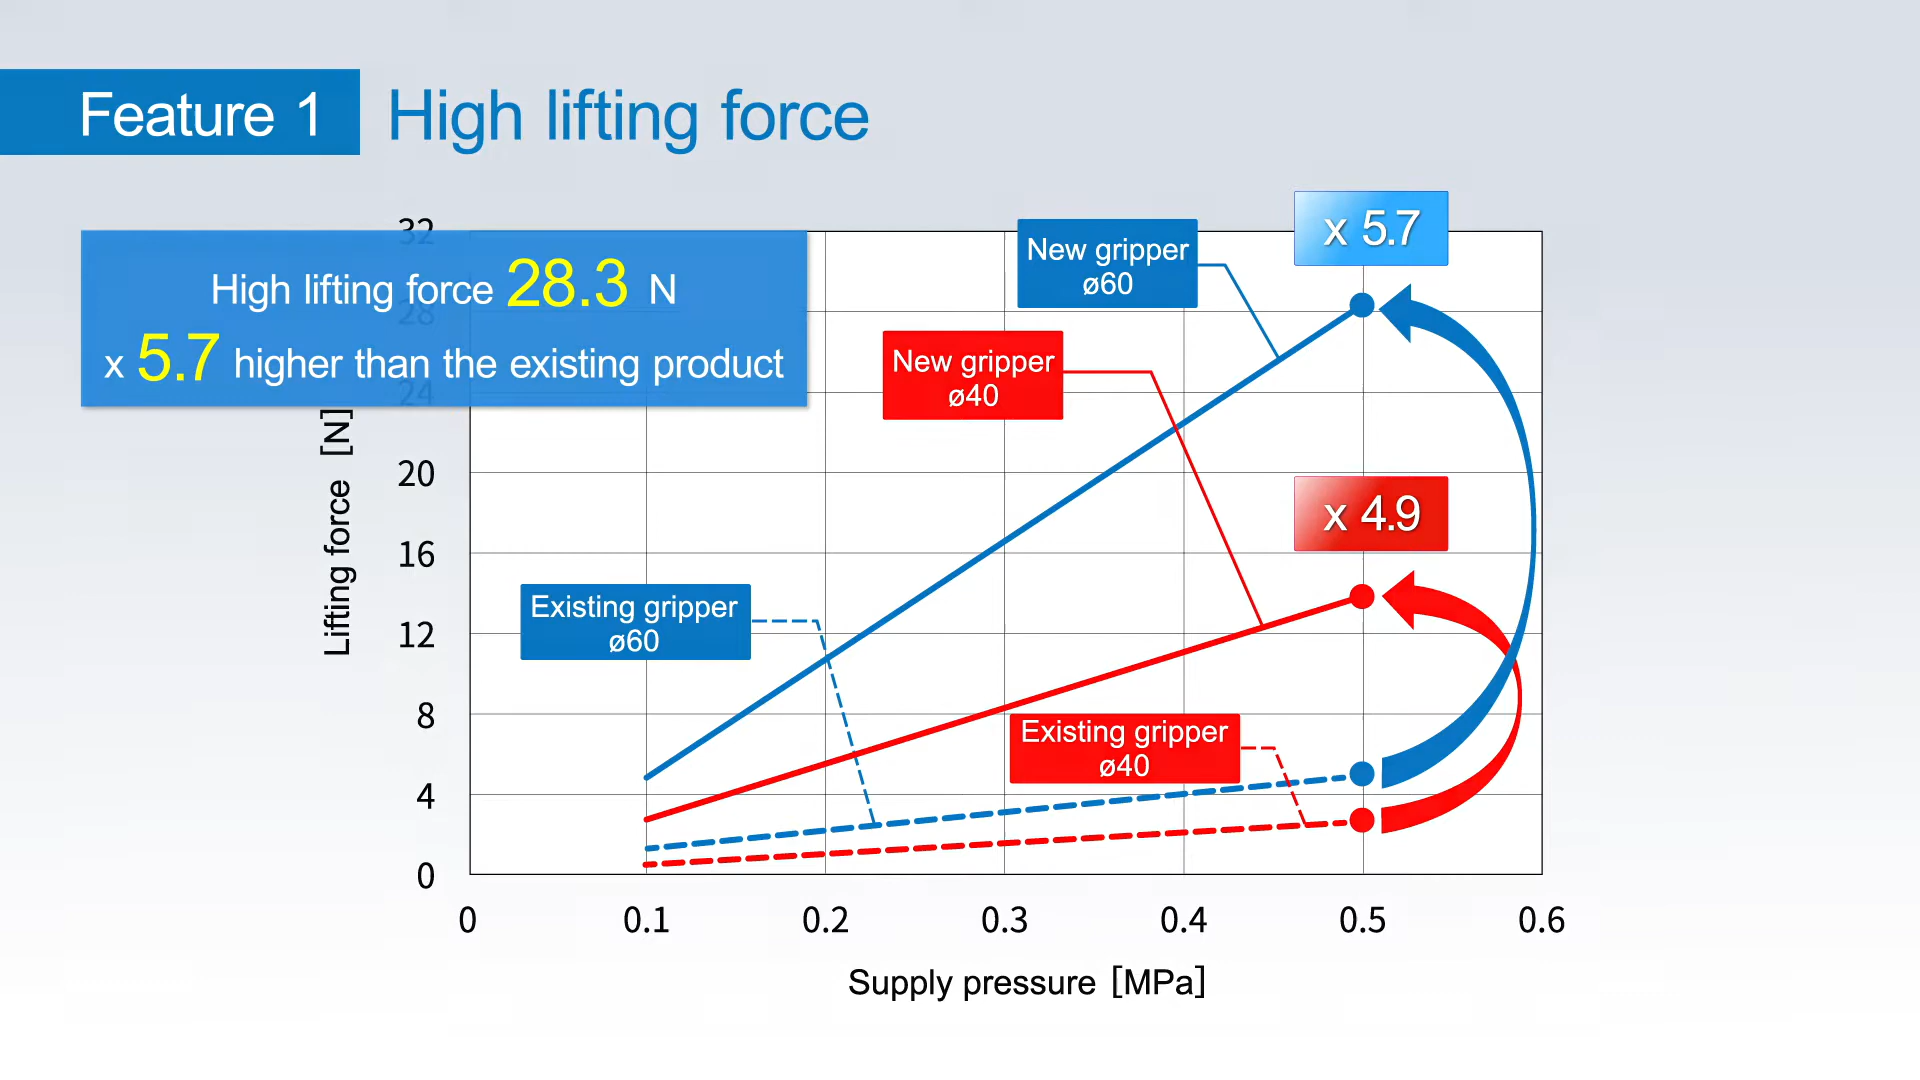 Feature 1
High lifting force
High lifting force 28.3 N
x 5.7 higher than the existing product
x 5.7
New gripper
ø60
New gripper
ø40
x 4.9
Existing gripper
ø60
Existing gripper
ø40
Lifting force [N]
32
28
24
20
16
12
8
4
0
0 0.1 0.2 0.3 0.4 0.5 0.6
Supply pressure [MPa]